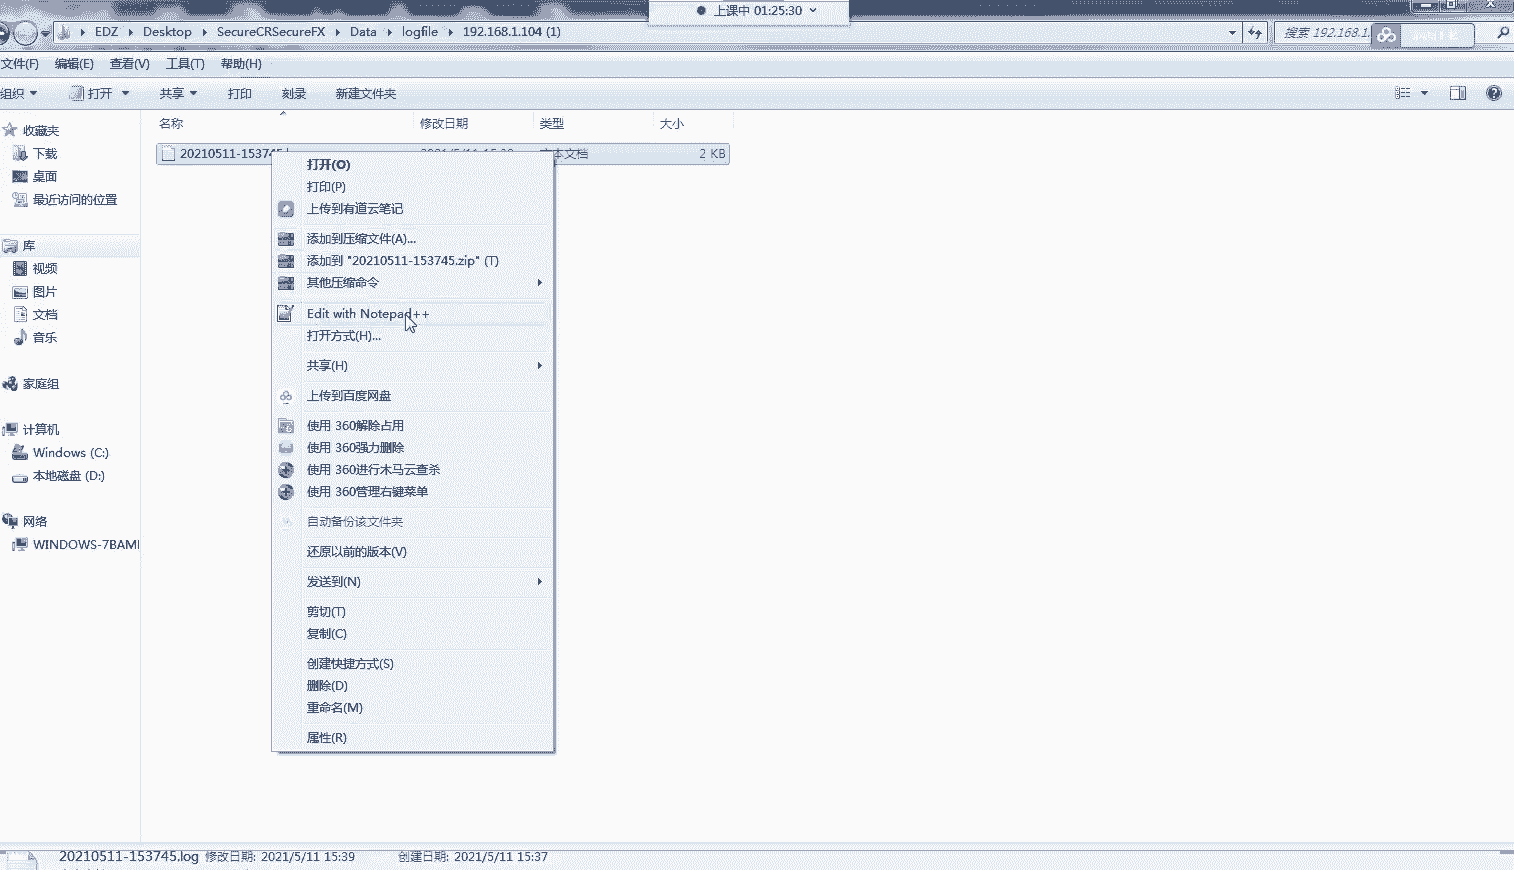 上课中 01:25:30
EDZ Desktop SecureCRSecureFX Data logfile 192.168.1.104 (1)
搜索 192.168.1.
文件(F) 编辑(E) 查看(V) 工具(T) 帮助(H)
组织 打开 共享 打印 刻录 新建文件夹
名称 修改日期 类型 大小
收藏夹
下载
桌面
最近访问的位置
库
视频
图片
文档
音乐
家庭组
计算机
Windows (C:)
本地磁盘 (D:)
网络
WINDOWS-7BAMI
20210511-153745.l 本文档 2 KB
打开(O)
打印(P)
上传到有道云笔记
添加到压缩文件(A)...
添加到 "20210511-153745.zip" (T)
其他压缩命令
Edit with Notepad++
打开方式(H)...
共享(H)
上传到百度网盘
使用 360解除占用
使用 360强力删除
使用 360进行木马云查杀
使用 360管理右键菜单
自动备份该文件夹
还原以前的版本(V)
发送到(N)
剪切(T)
复制(C)
创建快捷方式(S)
删除(D)
重命名(M)
属性(R)
20210511-153745.log 修改日期: 2021/5/11 15:39 创建日期: 2021/5/11 15:37